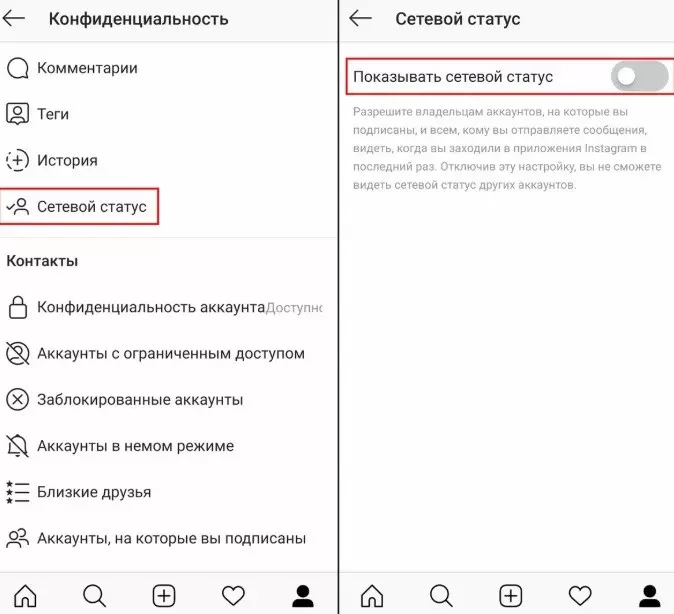 Конфиденциальность
Комментарии
Теги
История
Сетевой статус
Контакты
Конфиденциальность аккаунта Доступно
Аккаунты с ограниченным доступом
Заблокированные аккаунты
Аккаунты в немом режиме
Близкие друзья
Аккаунты, на которые вы подписаны
Сетевой статус
Показывать сетевой статус
Разрешите владельцам аккаунтов, на которые вы
подписаны, и всем, кому вы отправляете сообщения,
видеть, когда вы заходили в приложения Instagram в
последний раз. Отключив эту настройку, вы не сможете
видеть сетевой статус других аккаунтов.